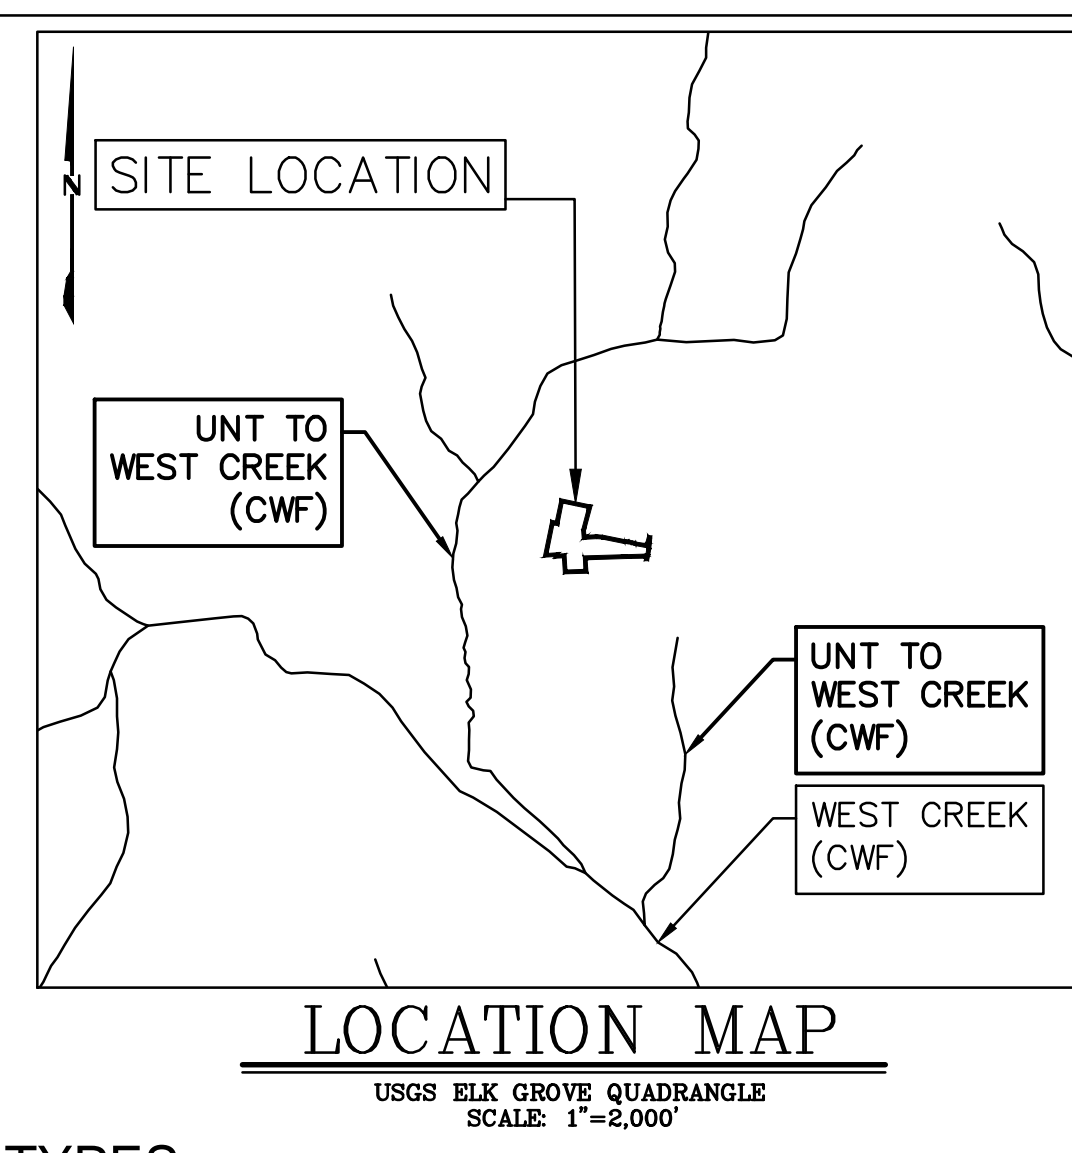 N
SITE LOCATION
UNT TO
WEST CREEK
(CWF)
UNT TO
WEST CREEK
(CWF)
WEST CREEK
(CWF)
LOCATION MAP
USGS ELK GROVE QUADRANGLE
SCALE: 1"=2,000'
TYPES